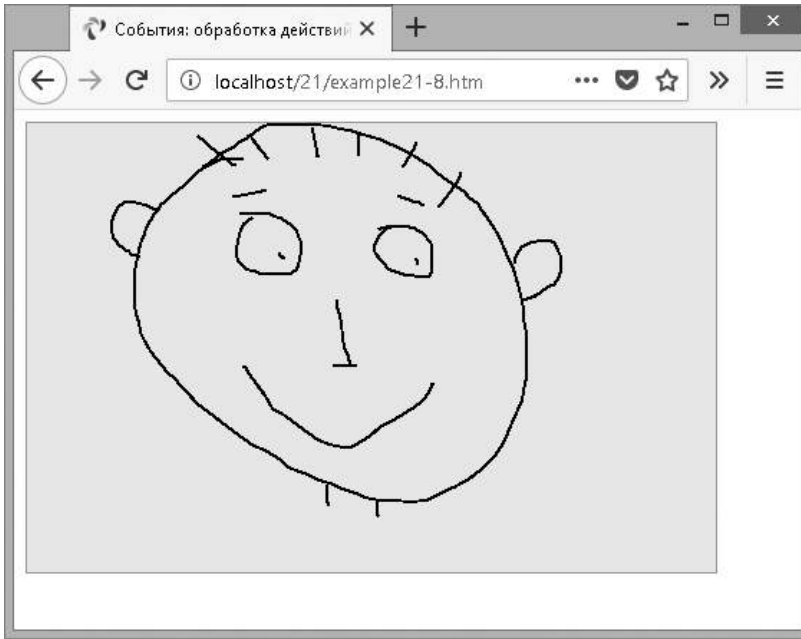 События: обработка действий
localhost/21/example21-8.htm